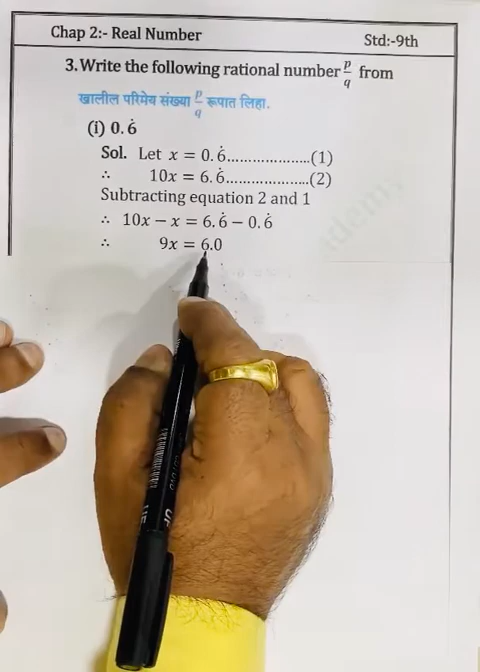 Chap 2:- Real Number
Std:-9th
3. Write the following rational number p/q from
खालील परिमेय संख्या p/q रूपात लिहा.
(i) 0.6̇
Sol. Let x = 0.6̇....................(1)
∴ 10x = 6.6̇....................(2)
Subtracting equation 2 and 1
∴ 10x − x = 6.6̇ − 0.6̇
∴ 9x = 6.0